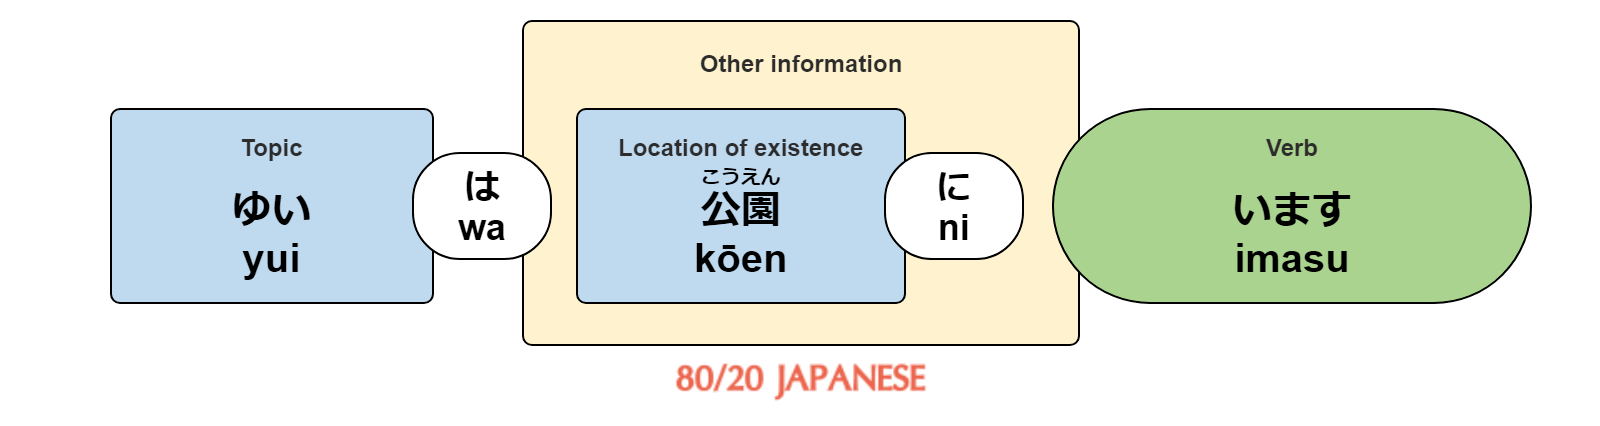 Other information
Topic
ゆい
yui
は
wa
Location of existence
こうえん
公園
kōen
に
ni
Verb
います
imasu
80/20 JAPANESE